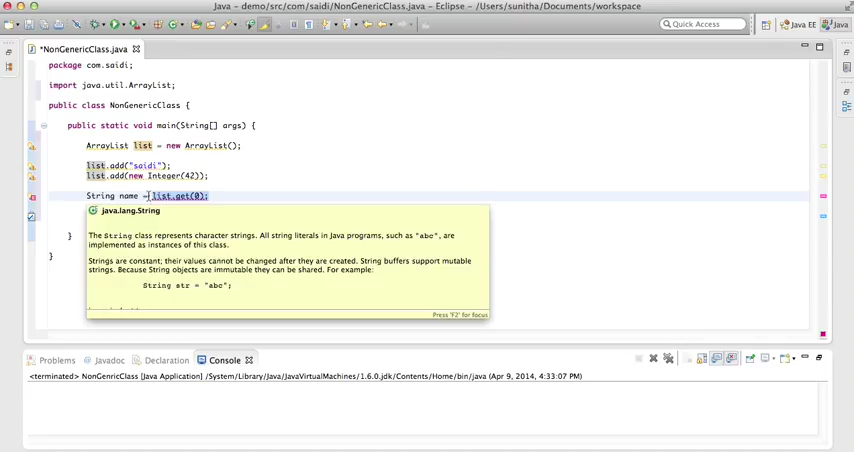 Java - demo/src/com/saidi/NonGenericClass.java - Eclipse - /Users/sunitha/Documents/workspace
Quick Access
Java EE
Java
*NonGenericClass.java
package com.saidi;
import java.util.ArrayList;
public class NonGenericClass {
public static void main(String[] args) {
ArrayList list = new ArrayList();
list.add("saidi");
list.add(new Integer(42));
String name = list.get(0);
java.lang.String
The String class represents character strings. All string literals in Java programs, such as "abc", are
implemented as instances of this class.
Strings are constant; their values cannot be changed after they are created. String buffers support mutable
strings. Because String objects are immutable they can be shared. For example:
String str = "abc";
Press 'F2' for focus
}
}
Problems
Javadoc
Declaration
Console
<terminated> NonGenericClass [Java Application] /System/Library/Java/JavaVirtualMachines/1.6.0.jdk/Contents/Home/bin/java (Apr 9, 2014, 4:33:07 PM)